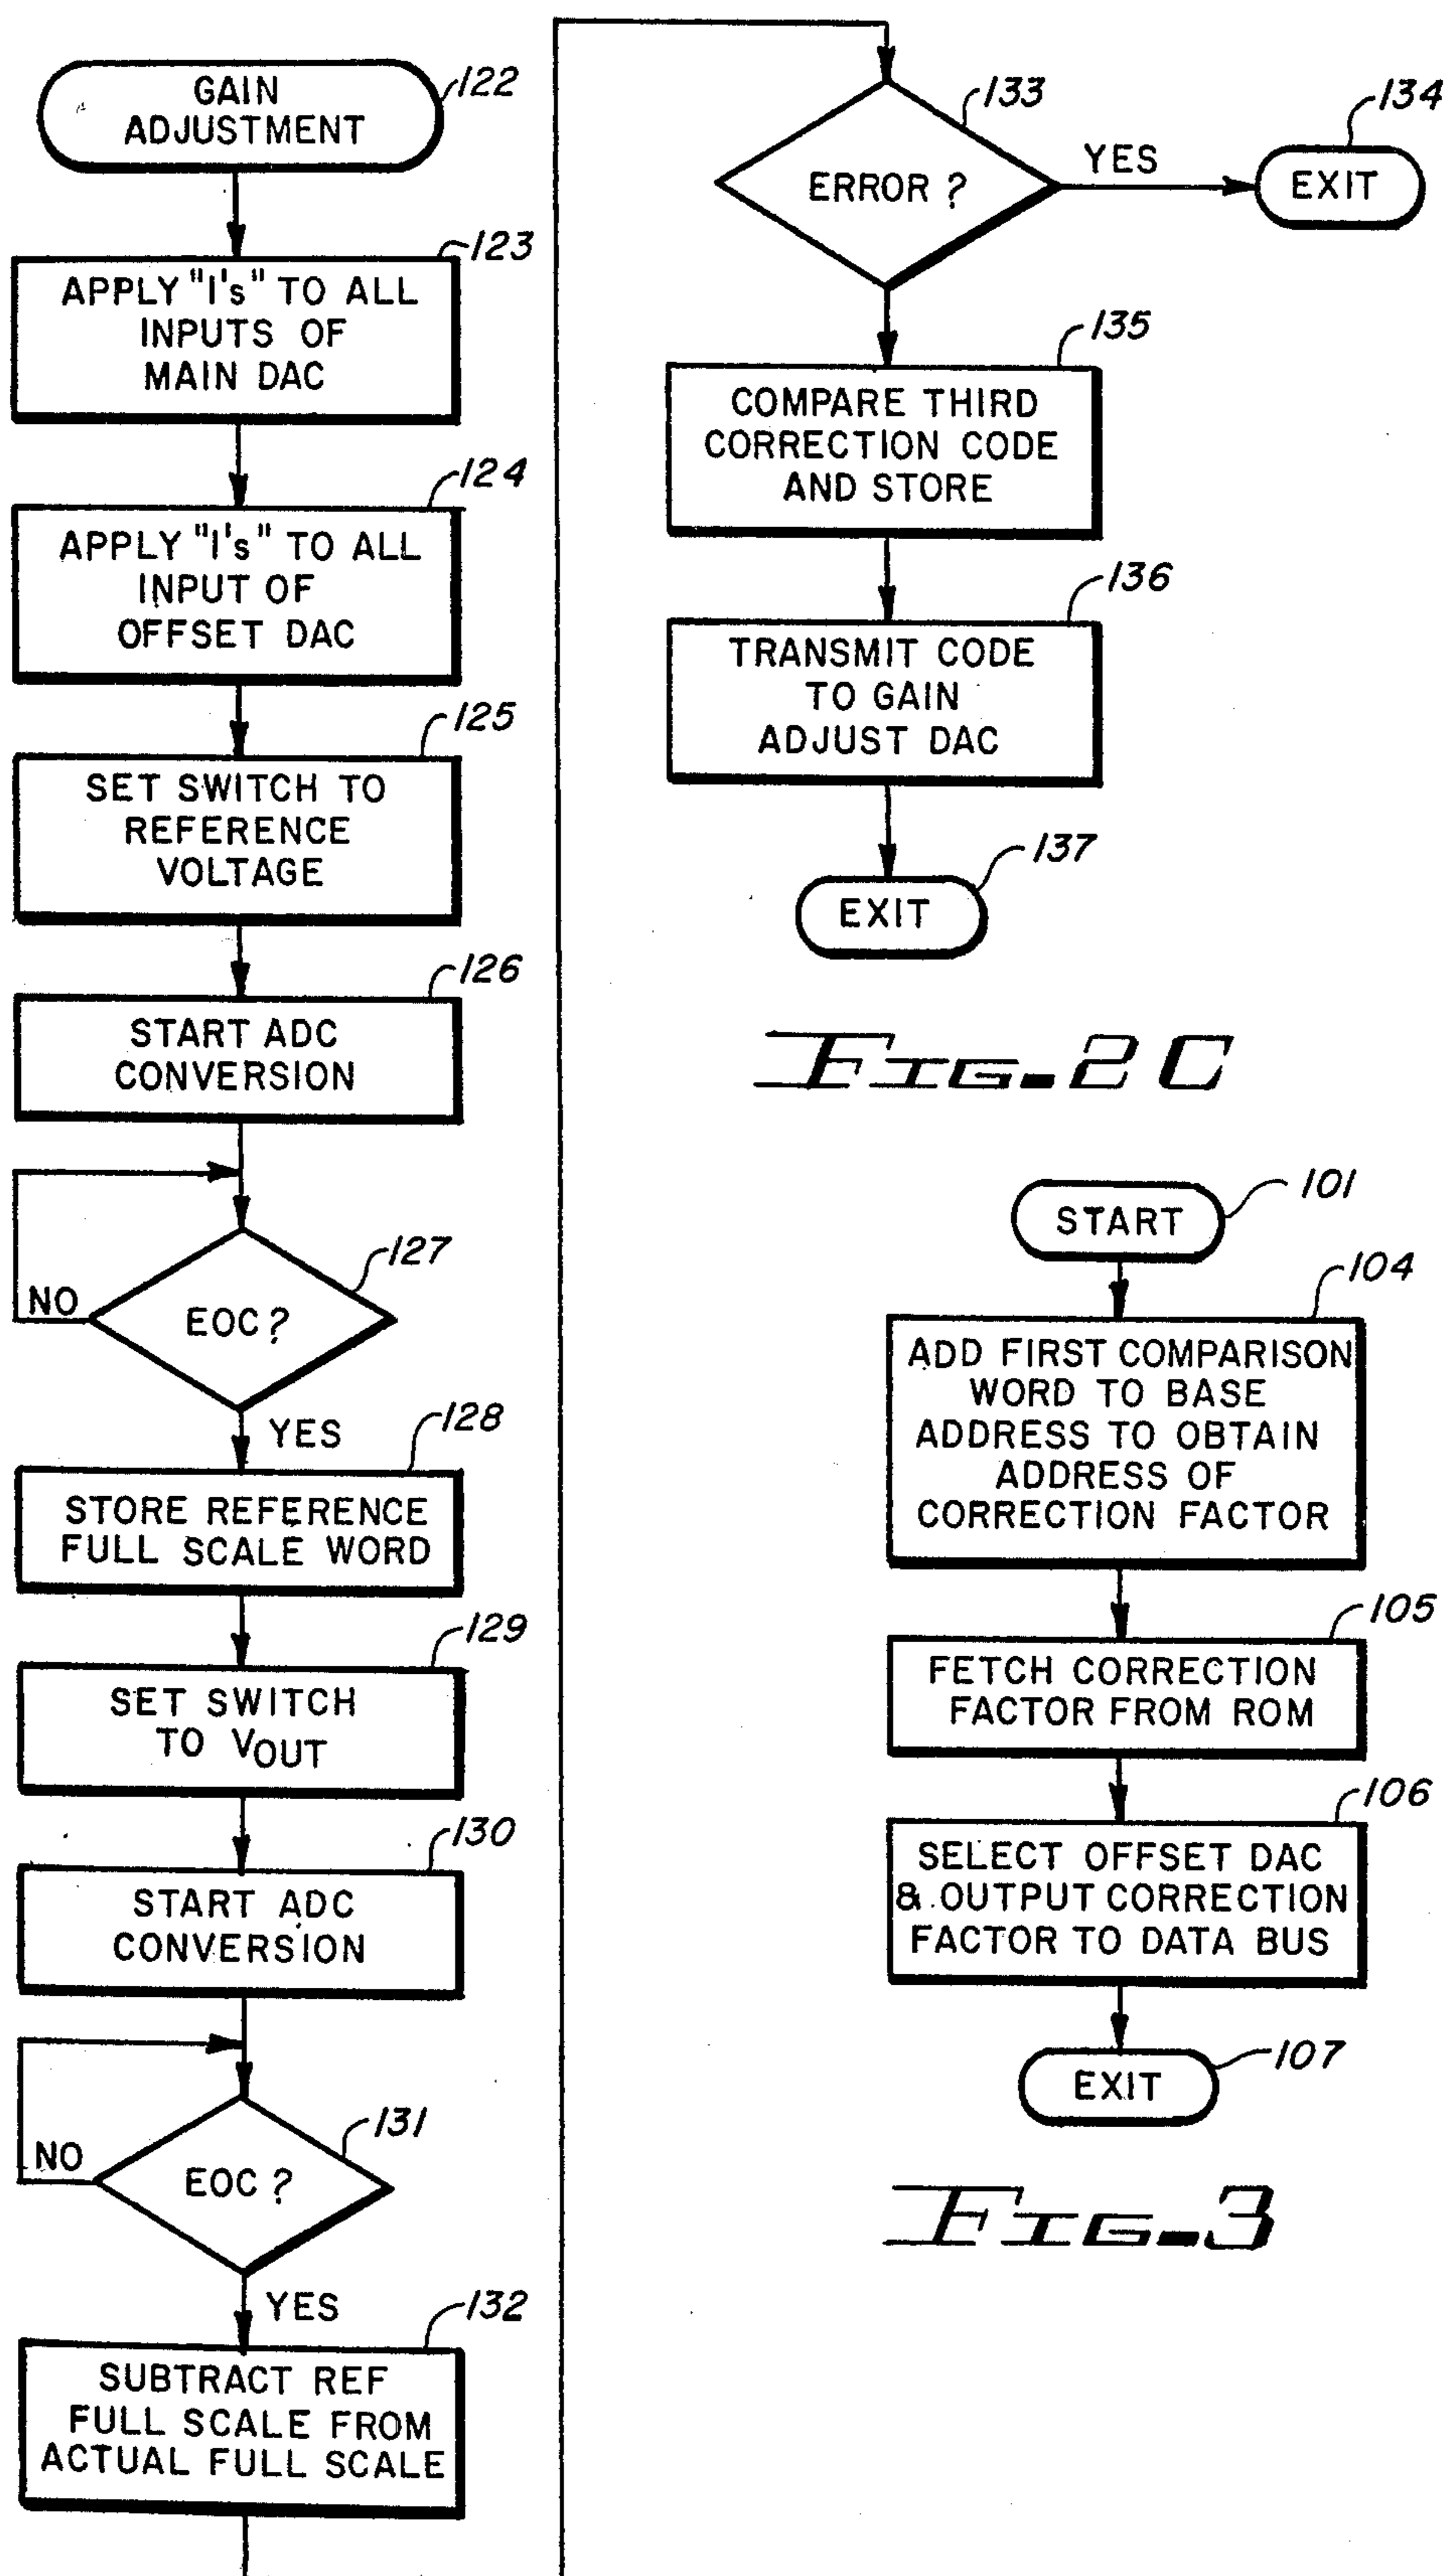 GAIN
ADJUSTMENT
122
123
APPLY "1's" TO ALL
INPUTS OF
MAIN DAC
124
APPLY "1's" TO ALL
INPUT OF
OFFSET DAC
125
SET SWITCH TO
REFERENCE
VOLTAGE
126
START ADC
CONVERSION
127
EOC?
NO
YES
128
STORE REFERENCE
FULL SCALE WORD
129
SET SWITCH
TO VOUT
130
START ADC
CONVERSION
131
EOC?
NO
YES
132
SUBTRACT REF
FULL SCALE FROM
ACTUAL FULL SCALE
133
ERROR?
YES
134
EXIT
135
COMPARE THIRD
CORRECTION CODE
AND STORE
136
TRANSMIT CODE
TO GAIN
ADJUST DAC
137
EXIT
FIG. 2C
101
START
104
ADD FIRST COMPARISON
WORD TO BASE
ADDRESS TO OBTAIN
ADDRESS OF
CORRECTION FACTOR
105
FETCH CORRECTION
FACTOR FROM ROM
106
SELECT OFFSET DAC
& OUTPUT CORRECTION
FACTOR TO DATA BUS
107
EXIT
FIG. 3